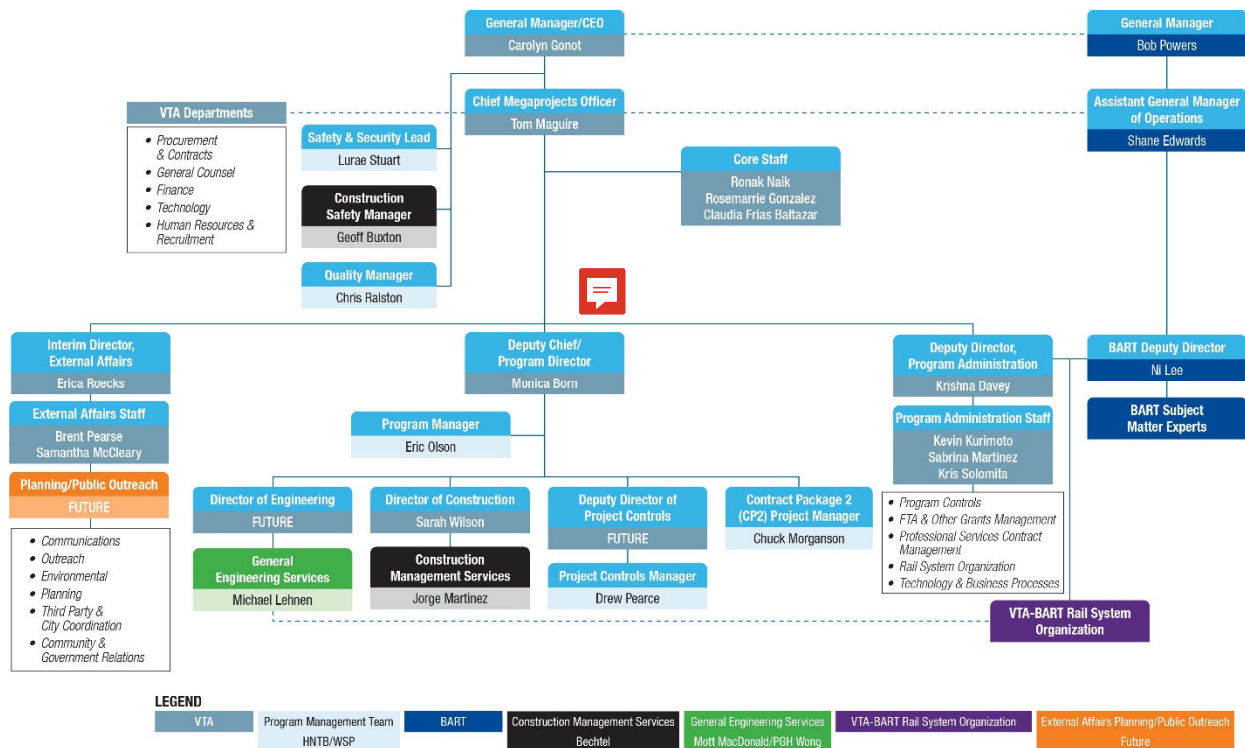 General Manager/CEO
Carolyn Gonot
General Manager
Bob Powers
VTA Departments
• Procurement
& Contracts
• General Counsel
• Finance
• Technology
• Human Resources &
Recruitment
Chief Megaprojects Officer
Tom Maguire
Assistant General Manager
of Operations
Shane Edwards
Safety & Security Lead
Lurae Stuart
Core Staff
Ronak Naik
Rosemarrie Gonzalez
Claudia Frias Baltazar
Construction
Safety Manager
Geoff Buxton
Quality Manager
Chris Ralston
Interim Director,
External Affairs
Erica Roecks
Deputy Chief/
Program Director
Monica Born
Deputy Director,
Program Administration
Krishna Davey
BART Deputy Director
Ni Lee
External Affairs Staff
Brent Pearse
Samantha McCleary
Program Manager
Eric Olson
Program Administration Staff
Kevin Kurimoto
Sabrina Martinez
Kris Solomita
BART Subject
Matter Experts
Planning/Public Outreach
FUTURE
• Communications
• Outreach
• Environmental
• Planning
• Third Party &
City Coordination
• Community &
Government Relations
Director of Engineering
FUTURE
Director of Construction
Sarah Wilson
Deputy Director of
Project Controls
FUTURE
Contract Package 2
(CP2) Project Manager
Chuck Morganson
• Program Controls
• FTA & Other Grants Management
• Professional Services Contract
Management
• Rail System Organization
• Technology & Business Processes
General
Engineering Services
Michael Lehnen
Construction
Management Services
Jorge Martinez
Project Controls Manager
Drew Pearce
VTA-BART Rail System
Organization
LEGEND
VTA
Program Management Team
HNTB/WSP
BART
Construction Management Services
Bechtel
General Engineering Services
Mott MacDonald/PGH Wong
VTA-BART Rail System Organization
External Affairs Planning/Public Outreach
Future